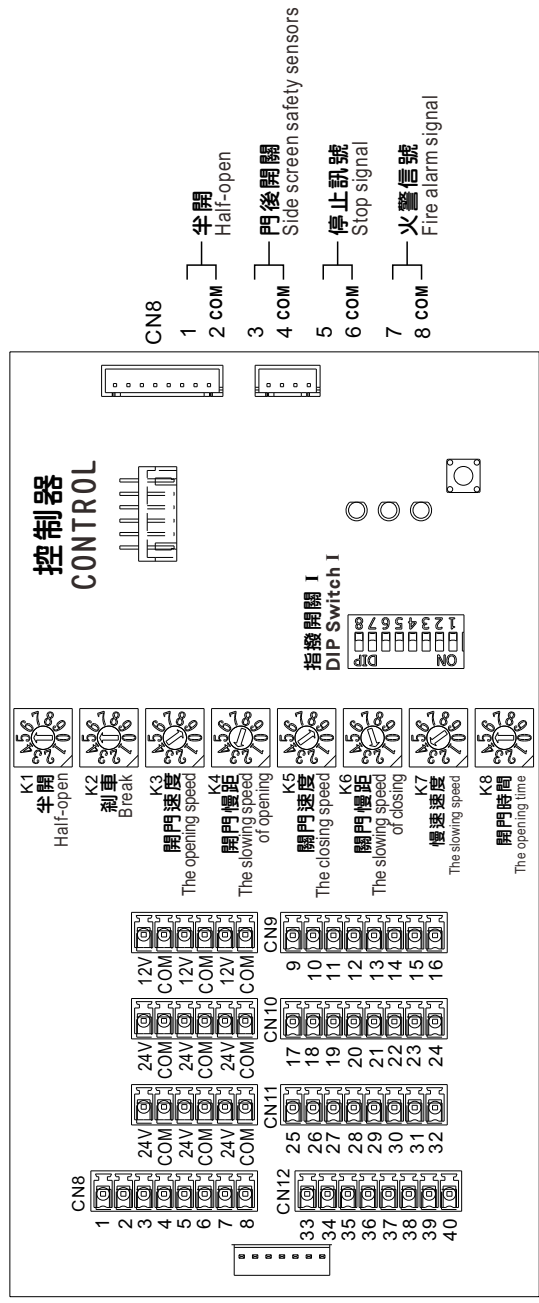 CN8
1
2
3
4
5
6
7
8
CN12
33
34
35
36
37
38
39
40
24V
COM
24V
COM
24V
COM
CN11
25
26
27
28
29
30
31
32
24V
COM
24V
COM
24V
COM
CN10
17
18
19
20
21
22
23
24
12V
COM
12V
COM
12V
COM
CN9
9
10
11
12
13
14
15
16
K1
半開
Half-open
K2
剎車
Break
K3
開門速度
The opening speed
K4
開門慢距
The slowing speed
of opening
K5
關門速度
The closing speed
K6
關門慢距
The slowing speed
of closing
K7
慢速速度
The slowing speed
K8
開門時間
The opening time
控制器
CONTROL
指撥開關 I
DIP Switch I
ON DIP
1 2 3 4 5 6 7 8
CN8
1
2 COM
半開
Half-open
3
4 COM
門後開關
Side screen safety sensors
5
6 COM
停止訊號
Stop signal
7
8 COM
火警信號
Fire alarm signal